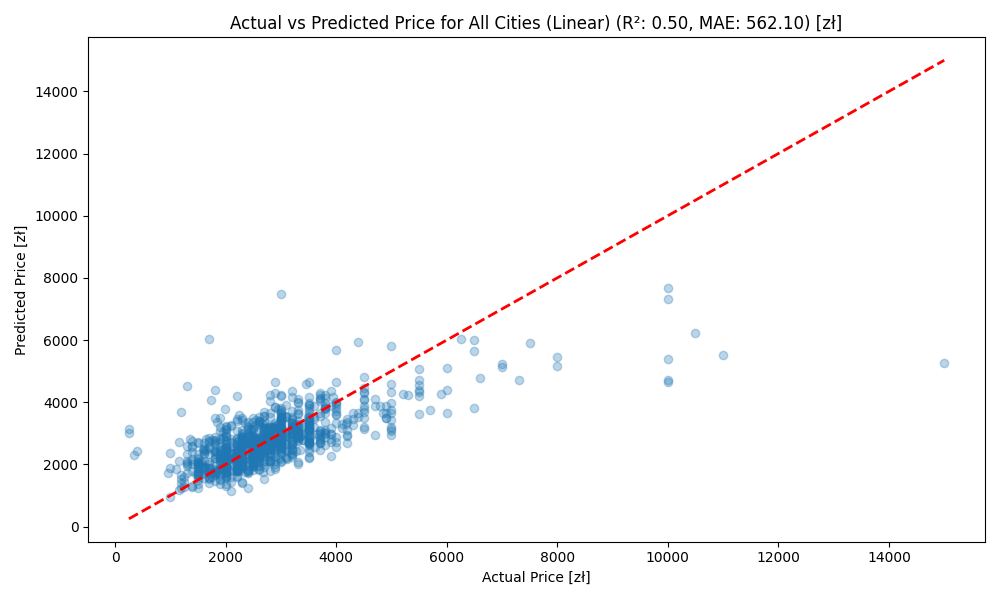 Actual vs Predicted Price for All Cities (Linear) (R²: 0.50, MAE: 562.10) [zł]
Predicted Price [zł]
14000
12000
10000
8000
6000
4000
2000
0
0 2000 4000 6000 8000 10000 12000 14000
Actual Price [zł]